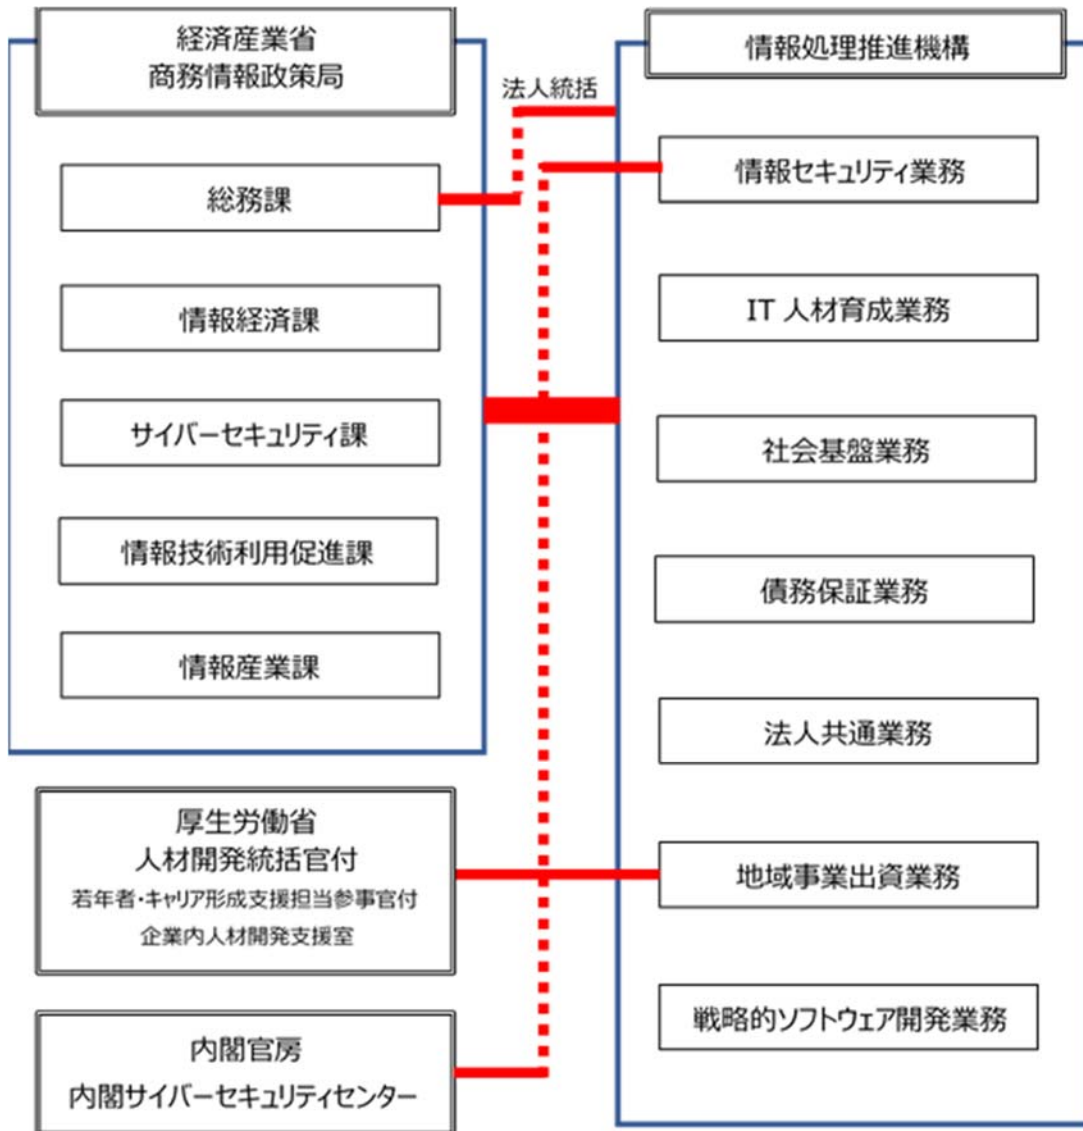 経済産業省
商務情報政策局
総務課
情報経済課
サイバーセキュリティ課
情報技術利用促進課
情報産業課
厚生労働省
人材開発統括官付
若年者・キャリア形成支援担当参事官付
企業内人材開発支援室
内閣官房
内閣サイバーセキュリティセンター
法人統括
情報処理推進機構
情報セキュリティ業務
IT 人材育成業務
社会基盤業務
債務保証業務
法人共通業務
地域事業出資業務
戦略的ソフトウェア開発業務